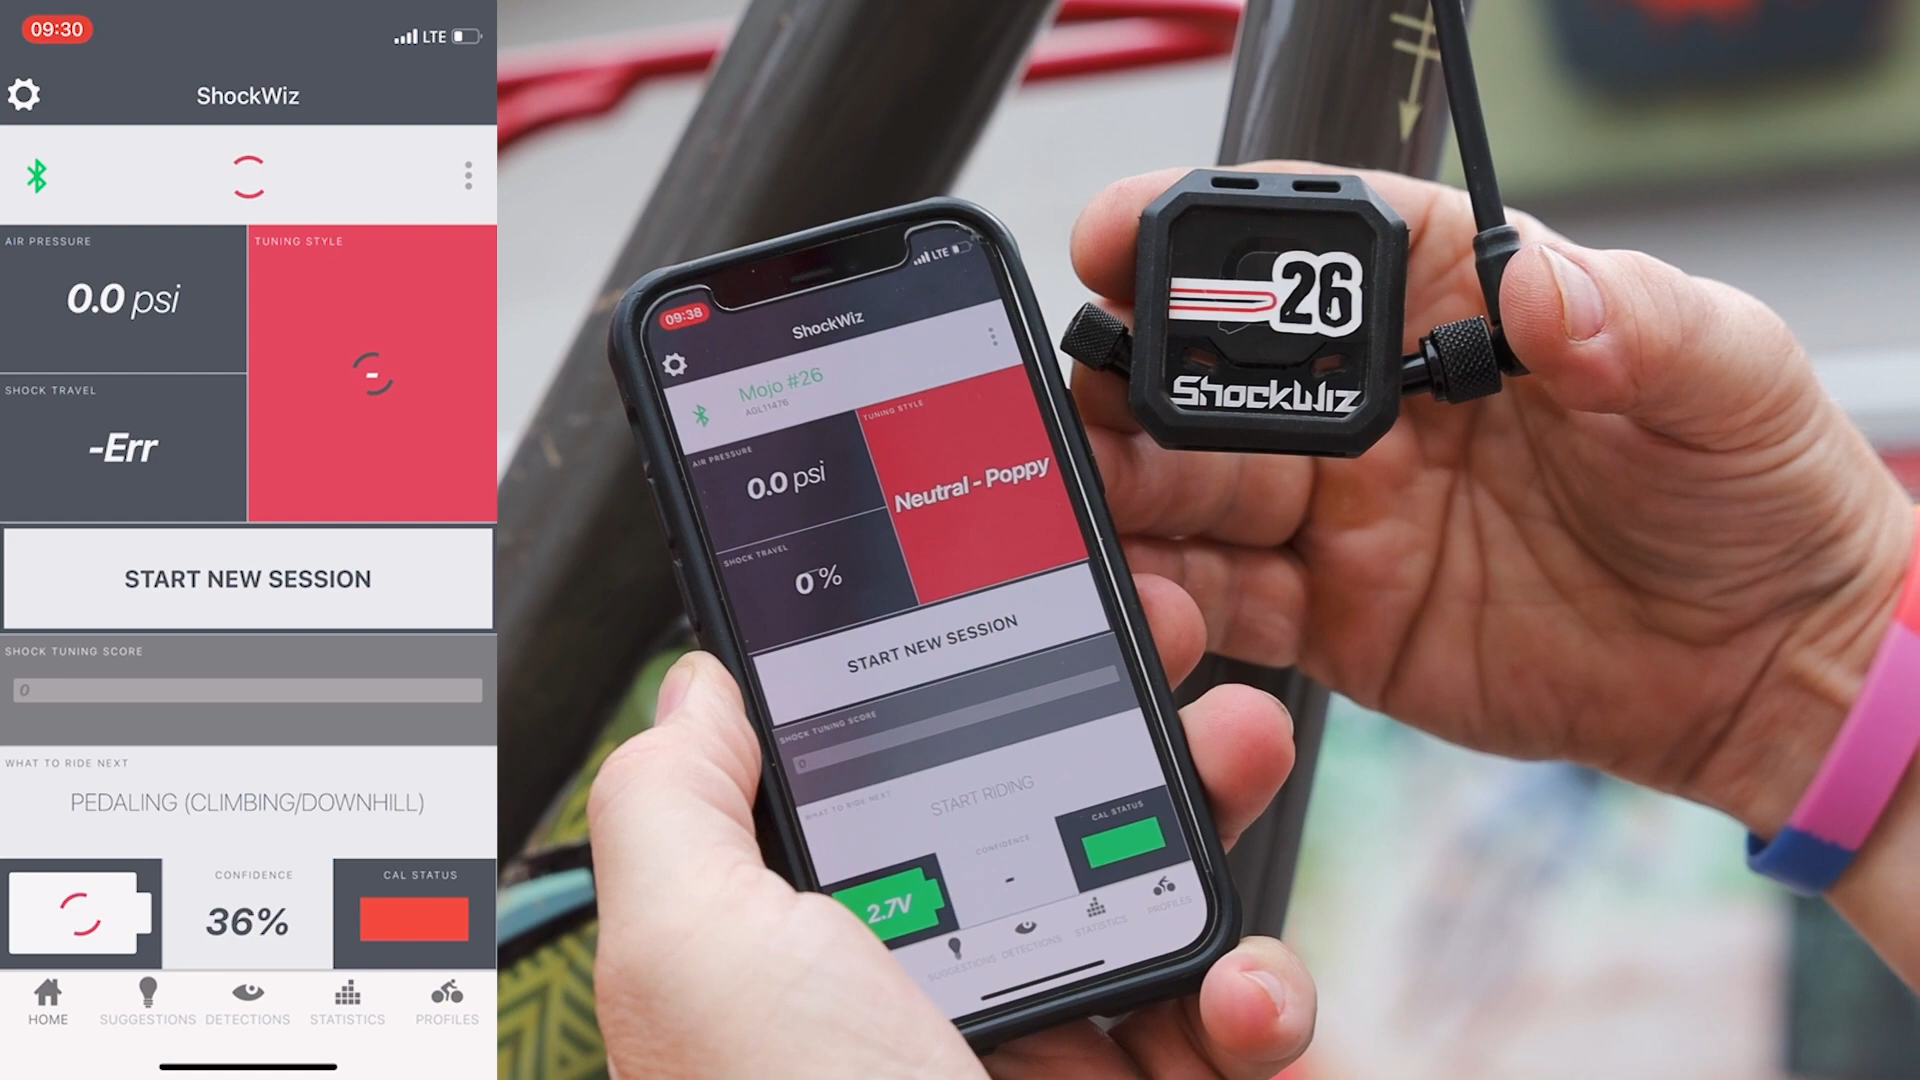 09:30
LTE
ShockWiz
AIR PRESSURE
0.0 psi
TUNING STYLE
-
SHOCK TRAVEL
-Err
START NEW SESSION
SHOCK TUNING SCORE
0
WHAT TO RIDE NEXT
PEDALING (CLIMBING/DOWNHILL)
CONFIDENCE
36%
CAL STATUS
HOME
SUGGESTIONS
DETECTIONS
STATISTICS
PROFILES
09:38
LTE
ShockWiz
Mojo #26
AGL11476
AIR PRESSURE
0.0 psi
TUNING STYLE
Neutral - Poppy
SHOCK TRAVEL
0 %
START NEW SESSION
SHOCK TUNING SCORE
0
WHAT TO RIDE NEXT
START RIDING
2.7V
CONFIDENCE
-
CAL STATUS
SUGGESTIONS
DETECTIONS
STATISTICS
PROFILES
26
ShockWiz